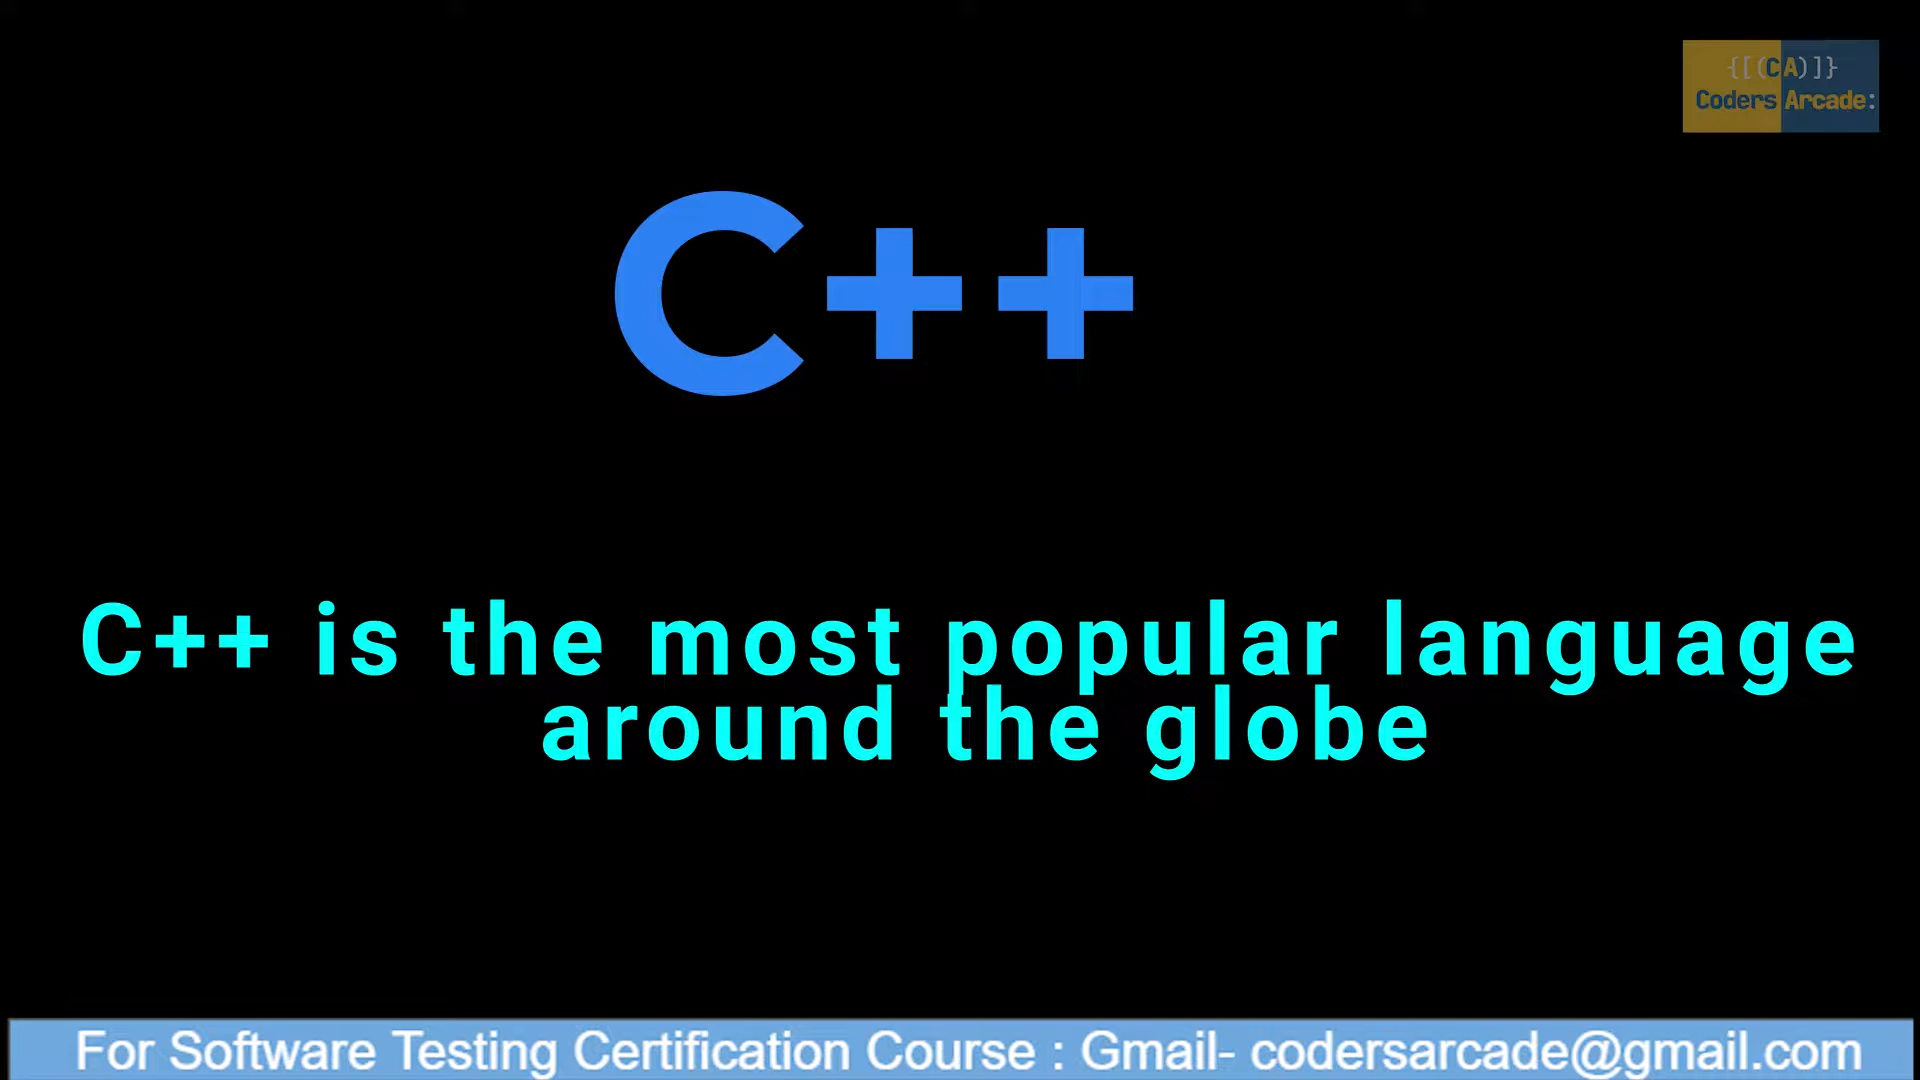 {[(CA)]}
Coders Arcade:
C++
C++ is the most popular language
around the globe
For Software Testing Certification Course : Gmail- codersarcade@gmail.com